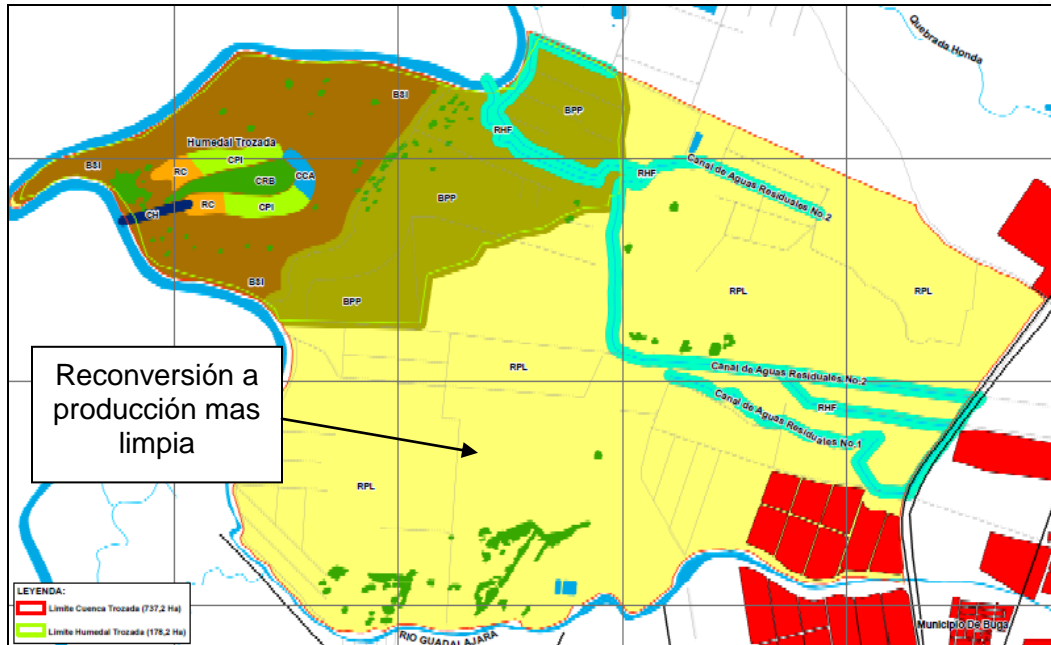 Quebrada Honda
BSI
Humedal Trozada
BPP
RHF
CPI
BSI
RC
CRB
CCA
RHF
Canal de Aguas Residuales No.2
BPP
CH
RC
CPI
BSI
BPP
RPL
RPL
Reconversión a
producción mas
limpia
RPL
Canal de Aguas Residuales No.2
Canal de Aguas Residuales No.1
RHF
RPL
LEYENDA:
Límite Cuenca Trozada (737,2 Ha)
Límite Humedal Trozada (178,2 Ha)
RIO GUADALAJARA
Municipio De Buga